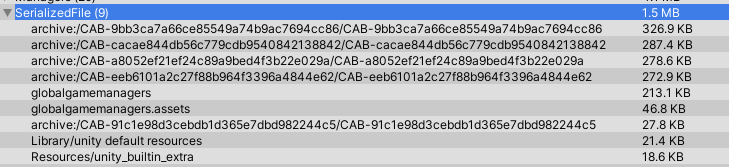 SerializedFile (9) 1.5 MB
archive:/CAB-9bb3ca7a66ce85549a74b9ac7694cc86/CAB-9bb3ca7a66ce85549a74b9ac7694cc86 326.9 KB
archive:/CAB-cacae844db56c779cdb9540842138842/CAB-cacae844db56c779cdb9540842138842 287.4 KB
archive:/CAB-a8052ef21ef24c89a9bed4f3b22e029a/CAB-a8052ef21ef24c89a9bed4f3b22e029a 278.6 KB
archive:/CAB-eeb6101a2c27f88b964f3396a4844e62/CAB-eeb6101a2c27f88b964f3396a4844e62 272.9 KB
globalgamemanagers 213.1 KB
globalgamemanagers.assets 46.8 KB
archive:/CAB-91c1e98d3cebdb1d365e7dbd982244c5/CAB-91c1e98d3cebdb1d365e7dbd982244c5 27.8 KB
Library/unity default resources 21.4 KB
Resources/unity_builtin_extra 18.6 KB